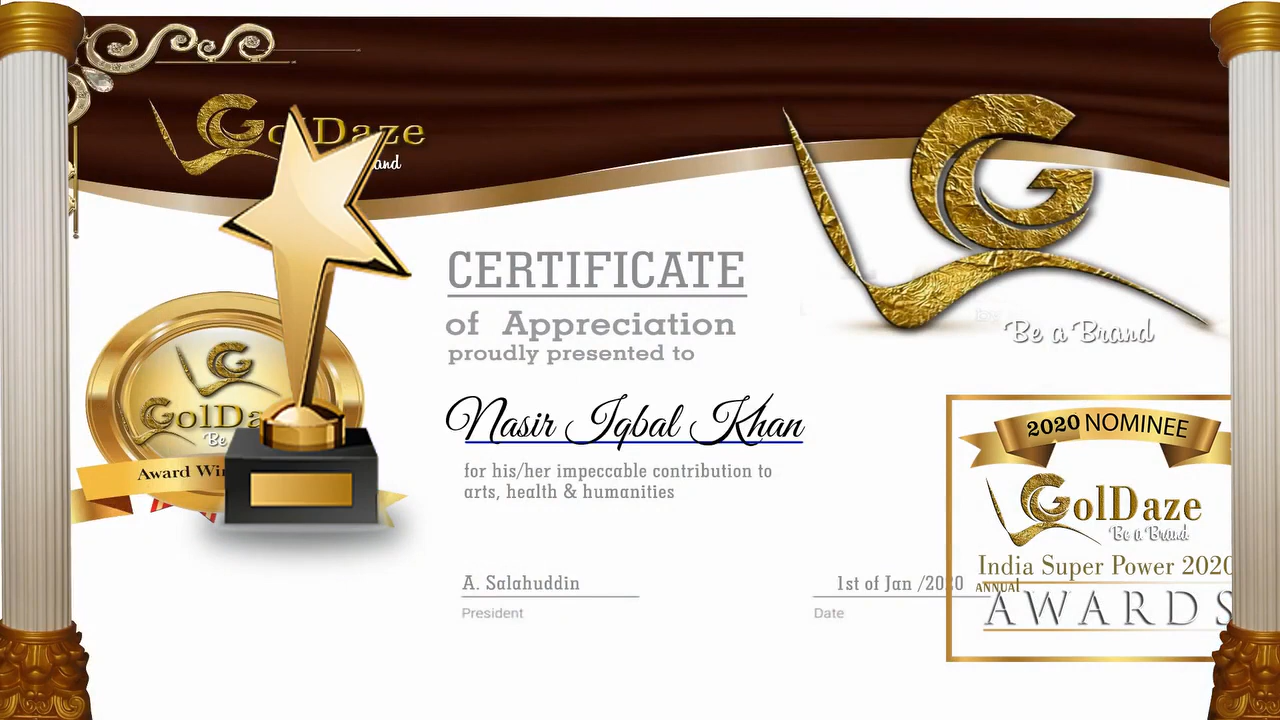 GolDaze
and
G
Be a Brand
CERTIFICATE
of Appreciation
proudly presented to
Nasir Iqbal Khan
for his/her impeccable contribution to
arts, health & humanities
GolDa
Be
Award Win
2020 NOMINEE
GolDaze
Be a Brand
India Super Power 2020
ANNUAL
AWARDS
A. Salahuddin
President
1st of Jan /2020
Date